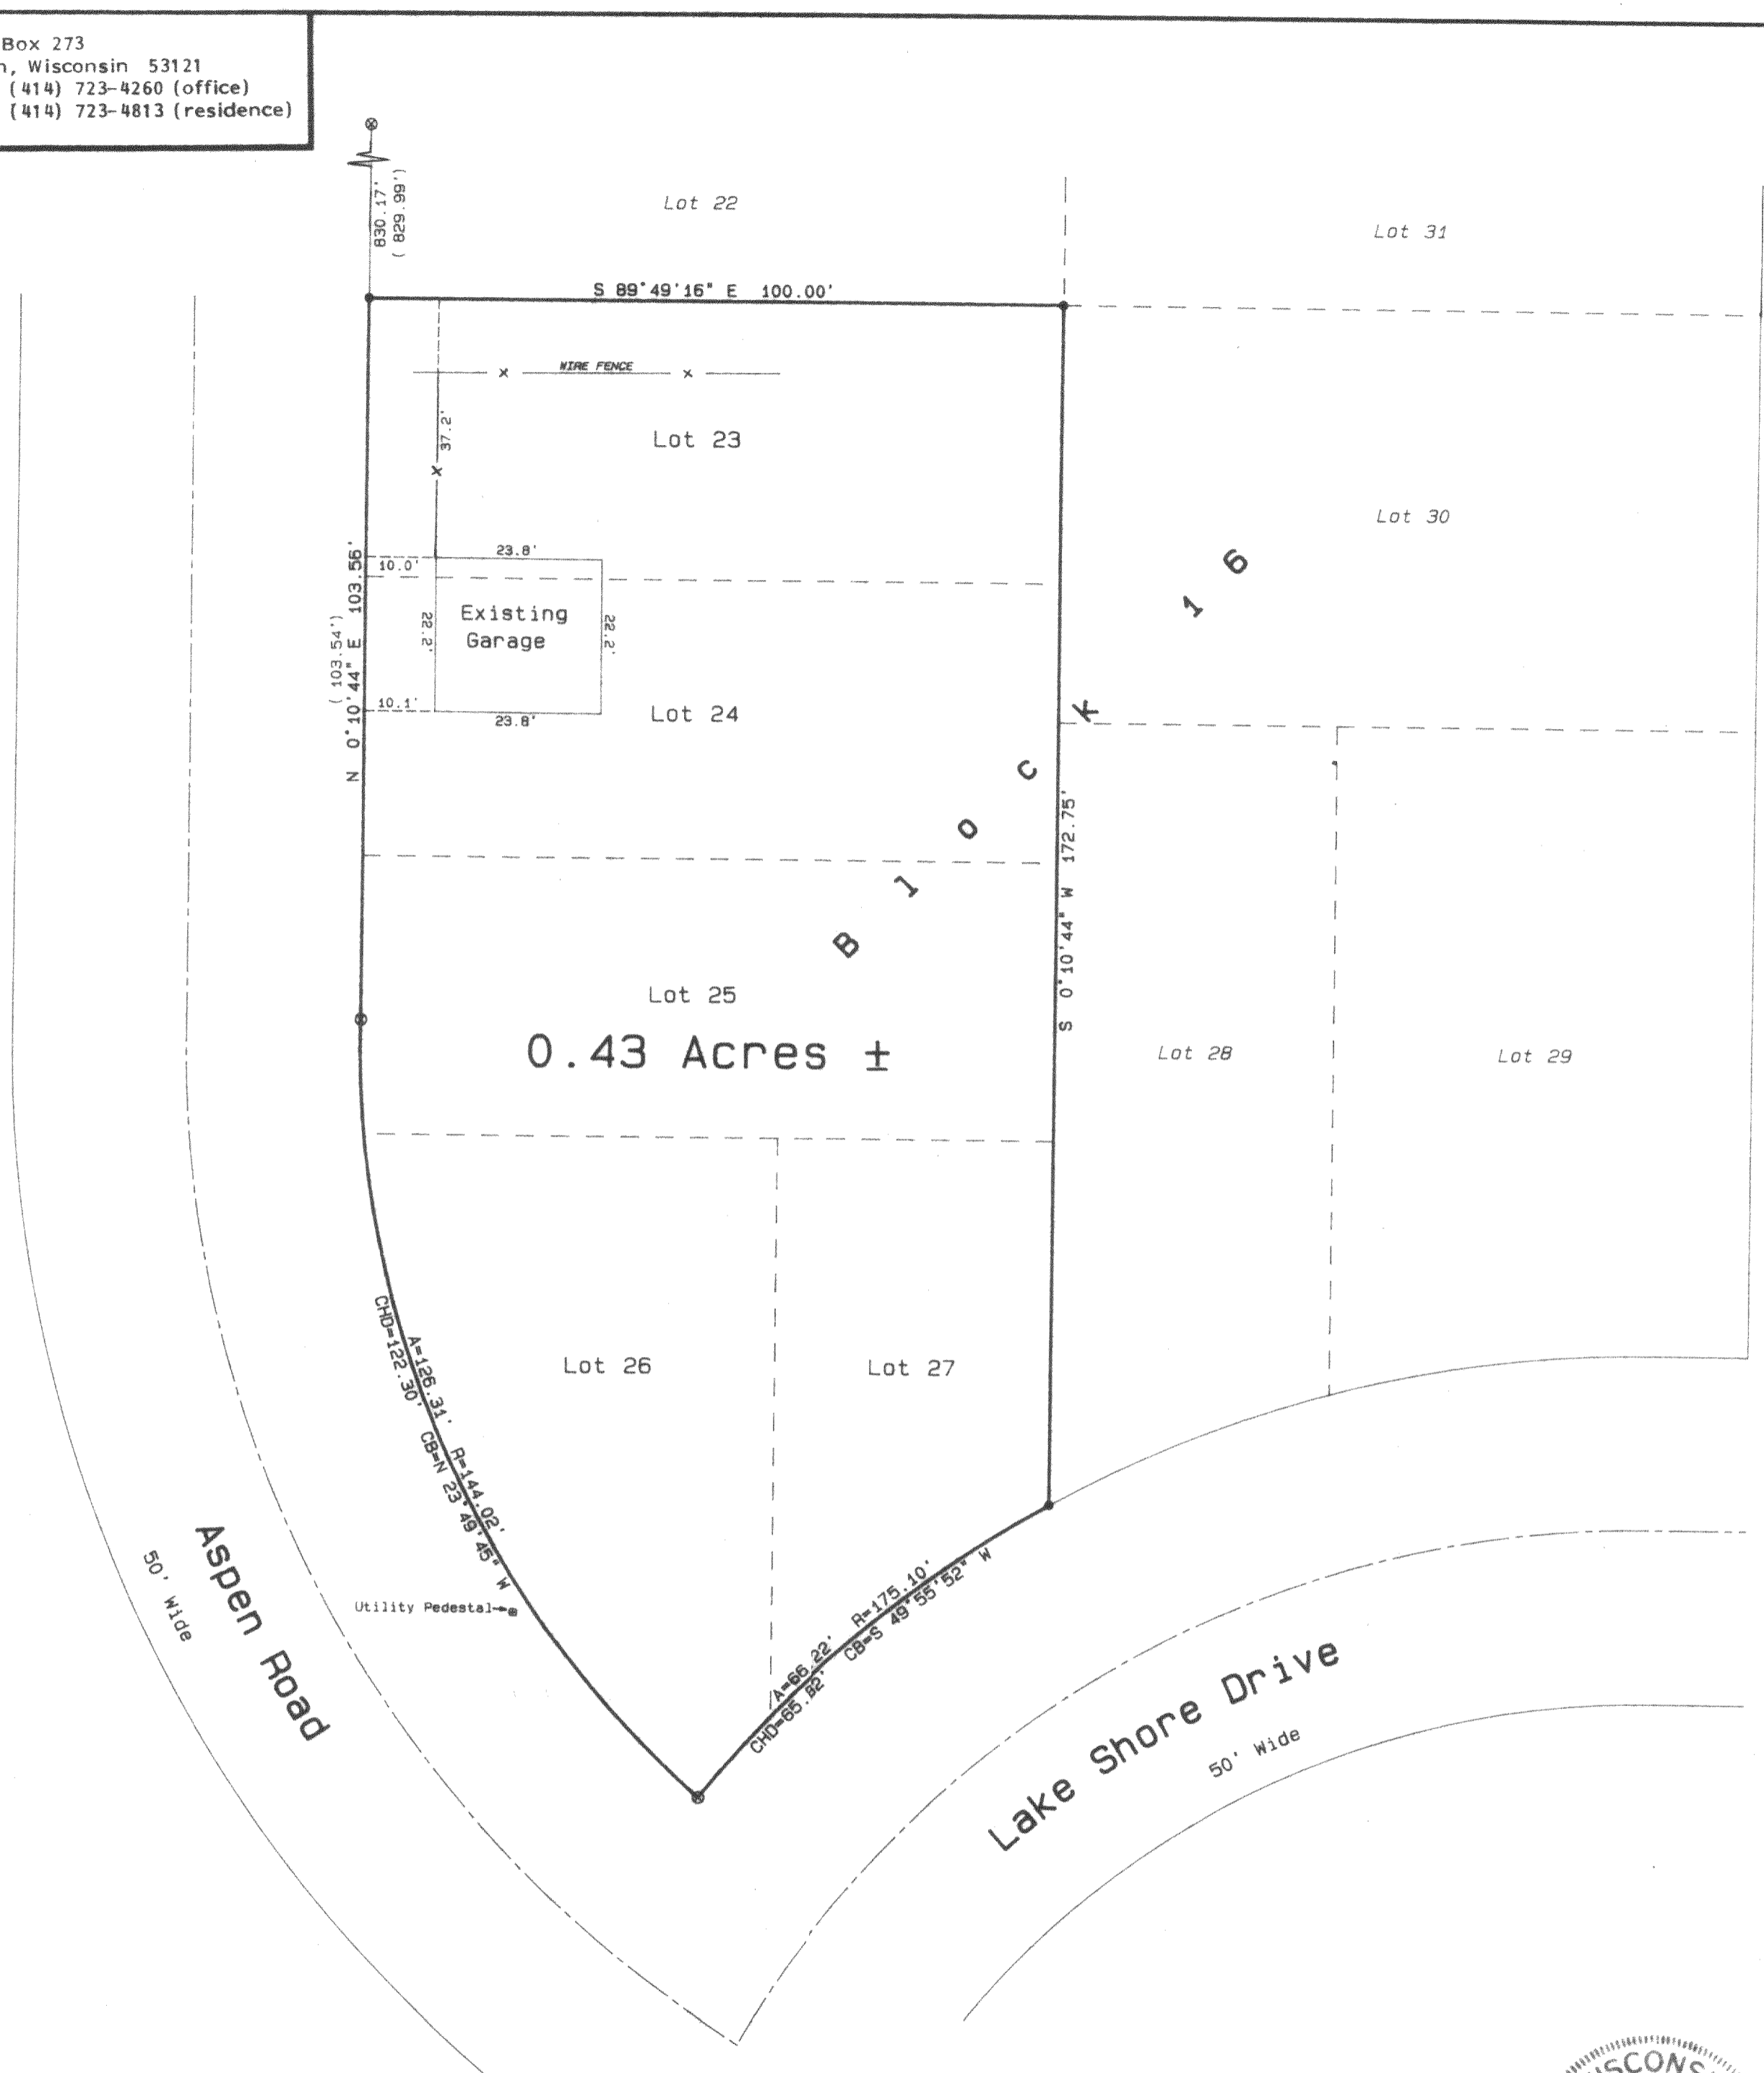 Box 273
, Wisconsin 53121
(414) 723-4260 (office)
(414) 723-4813 (residence)
830.17'
( 829.99')
Lot 22
Lot 31
S 89°49'16" E 100.00'
WIRE FENCE
37.2'
Lot 23
Lot 30
Block 16
23.8'
10.0'
Existing
Garage
22.2'
22.2'
10.1'
23.8'
N 0°10'44" E 103.56'
( 103.54')
Lot 24
S 0°10'44" W 172.75'
Lot 25
0.43 Acres ±
Lot 28
Lot 29
Lot 26
Lot 27
A=126.31' R=144.02'
CHD=122.30' CB=N 23°49'45" W
Utility Pedestal
A=66.22' R=175.10'
CHD=65.82' CB=S 49°55'52" W
Aspen Road
50' Wide
Lake Shore Drive
50' Wide